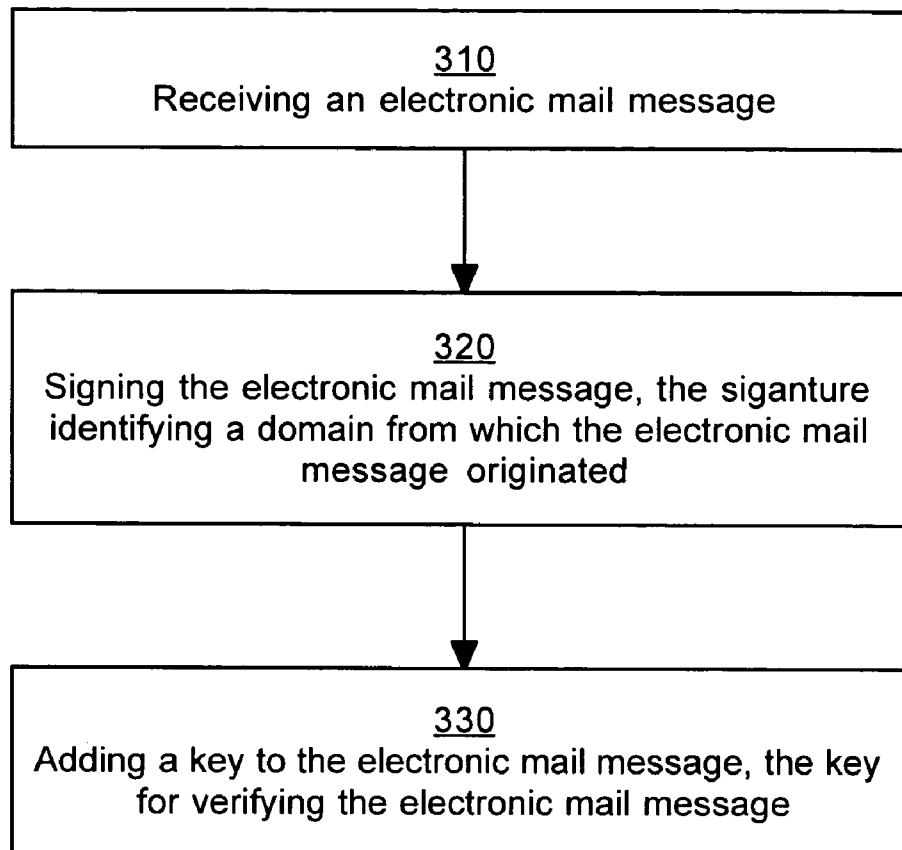 310
Receiving an electronic mail message
320
Signing the electronic mail message, the siganture
identifying a domain from which the electronic mail
message originated
330
Adding a key to the electronic mail message, the key
for verifying the electronic mail message